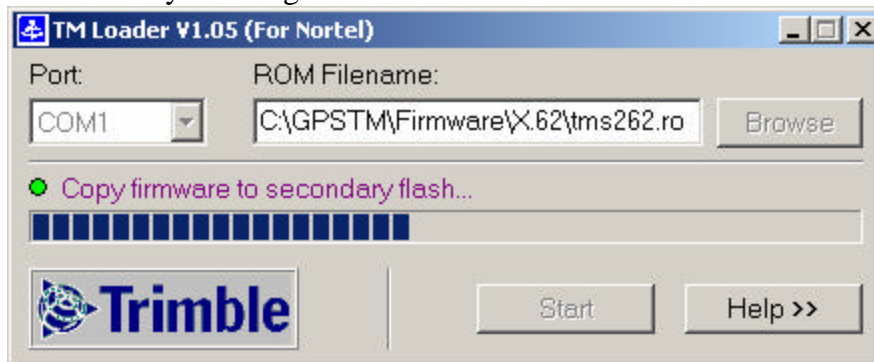 TM Loader V1.05 (For Nortel)
Port: ROM Filename:
COM1 C:\GPSTM\Firmware\X.62\tms262.ro Browse
Copy firmware to secondary flash...
Trimble Start Help >>